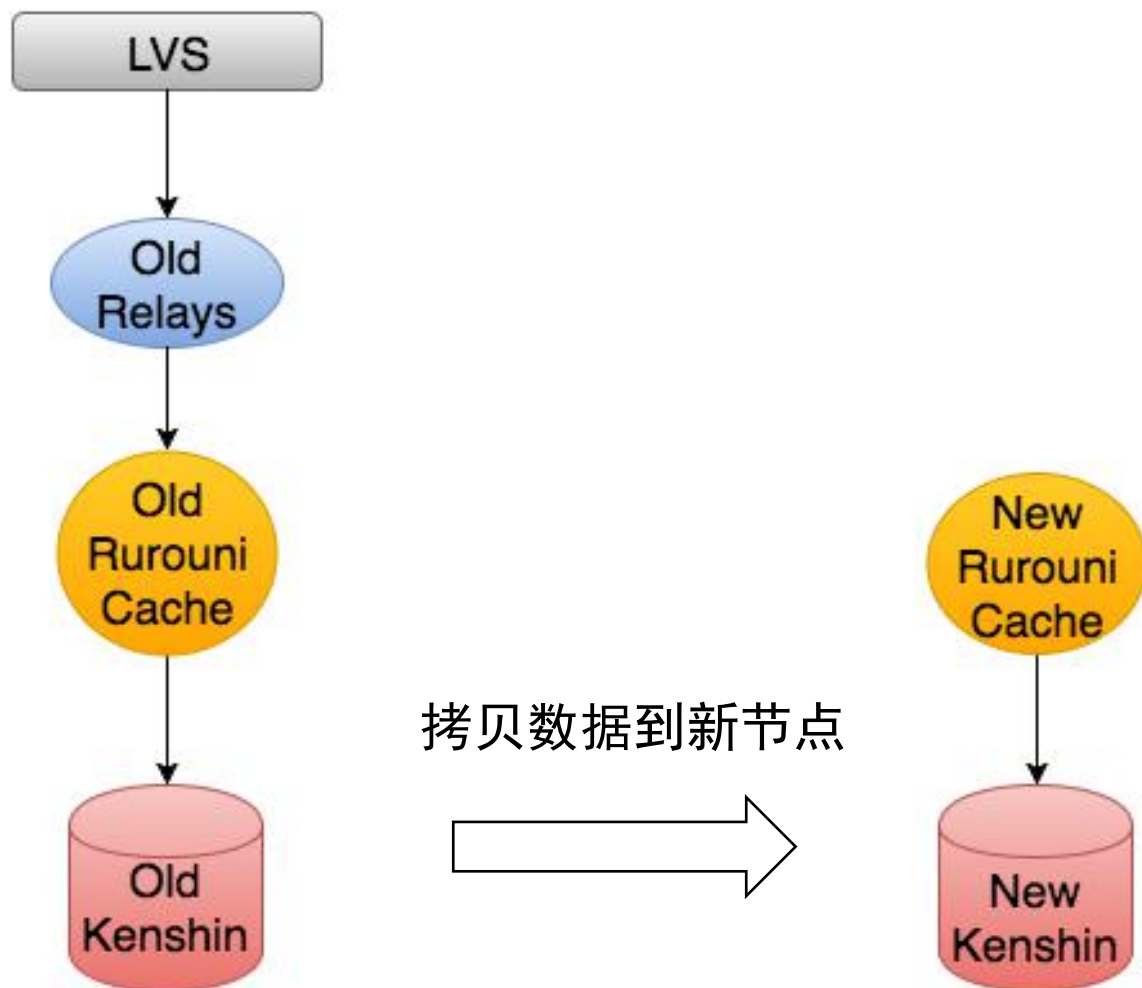 LVS
Old
Relays
Old
Rurouni
Cache
New
Rurouni
Cache
拷贝数据到新节点
Old
Kenshin
New
Kenshin